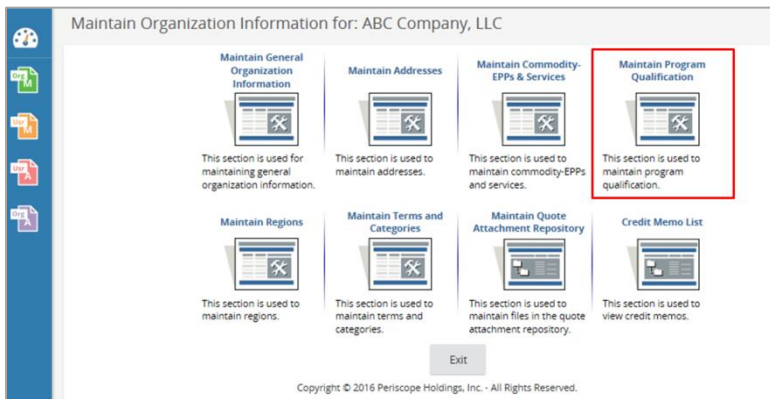 Maintain Organization Information for: ABC Company, LLC
Maintain General
Organization
Information
Maintain Addresses
Maintain Commodity-
EPPs & Services
Maintain Program
Qualification
This section is used for
maintaining general
organization information.
This section is used to
maintain addresses.
This section is used to
maintain commodity-EPPs
and services.
This section is used to
maintain program
qualification.
Maintain Regions
Maintain Terms and
Categories
Maintain Quote
Attachment Repository
Credit Memo List
This section is used to
maintain regions.
This section is used to
maintain terms and
categories.
This section is used to
maintain files in the quote
attachment repository.
This section is used to
view credit memos.
Exit
Copyright © 2016 Periscope Holdings, Inc. - All Rights Reserved.
Org
M
Usr
M
Usr
A
Org
A